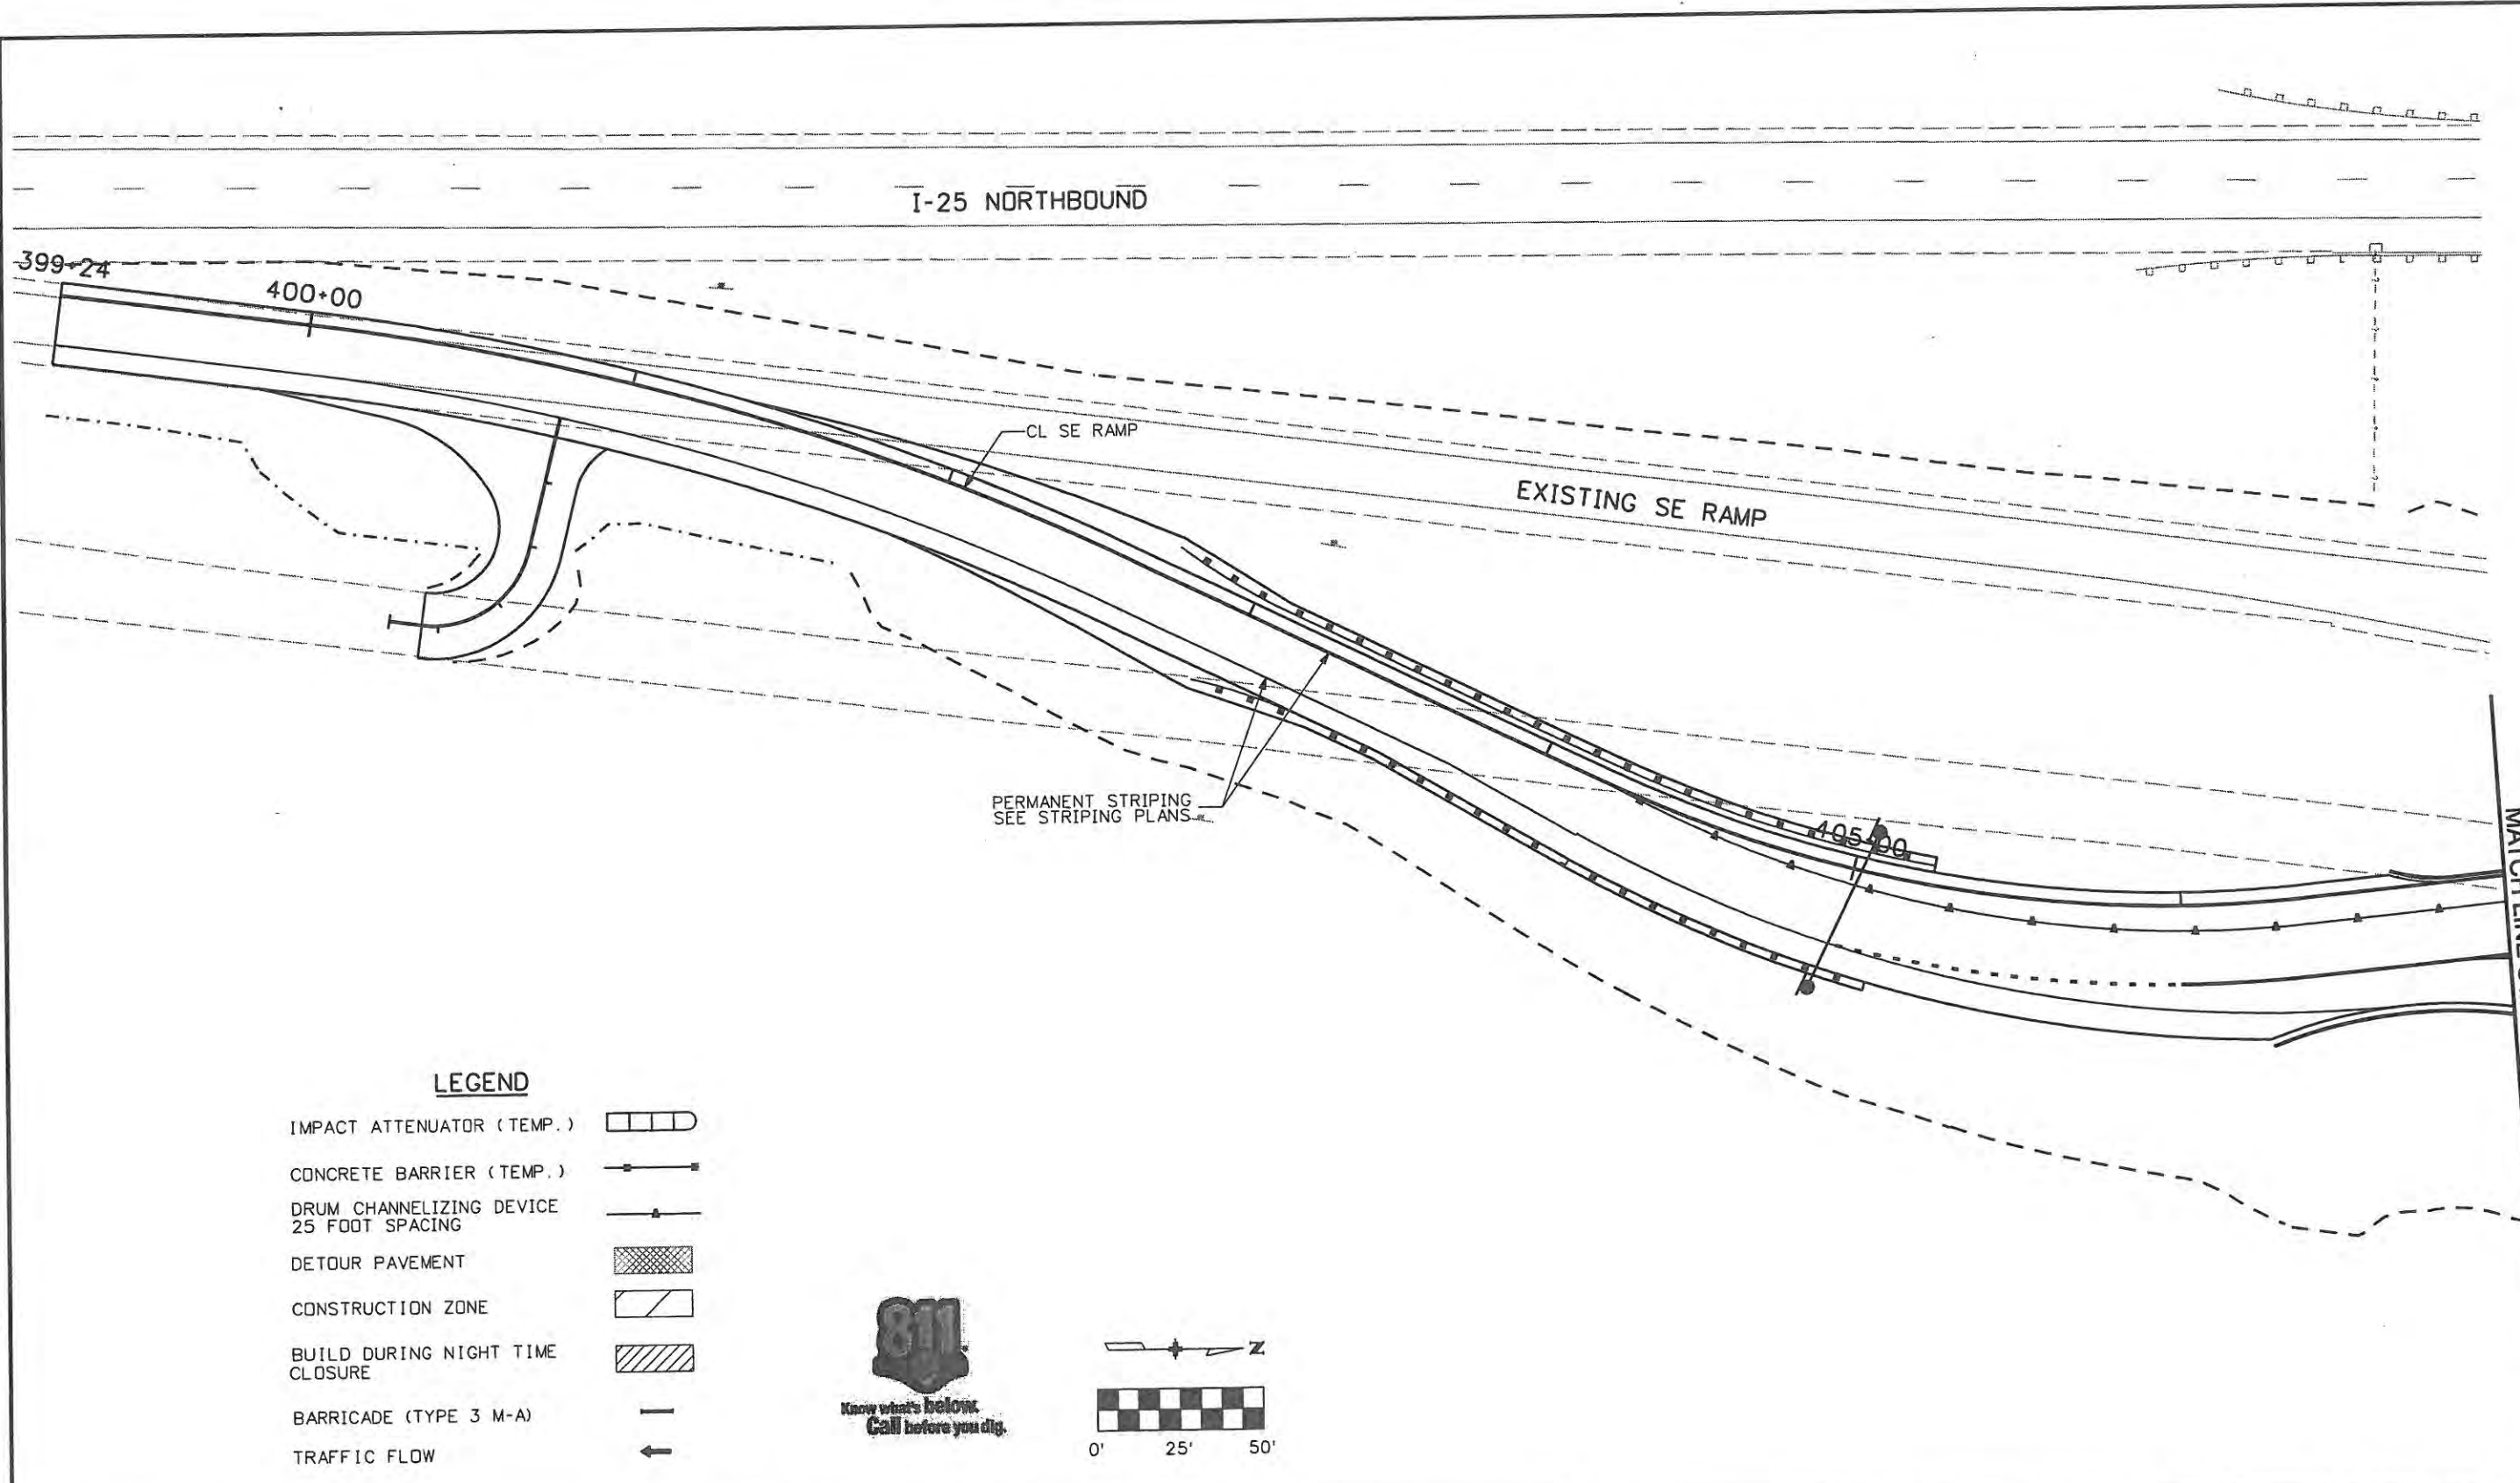 I-25 NORTHBOUND
399+24
400+00
CL SE RAMP
EXISTING SE RAMP
PERMANENT STRIPING
SEE STRIPING PLANS
405+00
MATCH LINE
LEGEND
IMPACT ATTENUATOR (TEMP.)
CONCRETE BARRIER (TEMP.)
DRUM CHANNELIZING DEVICE
25 FOOT SPACING
DETOUR PAVEMENT
CONSTRUCTION ZONE
BUILD DURING NIGHT TIME
CLOSURE
BARRICADE (TYPE 3 M-A)
TRAFFIC FLOW
811
Know what's below.
Call before you dig.
N
0' 25' 50'